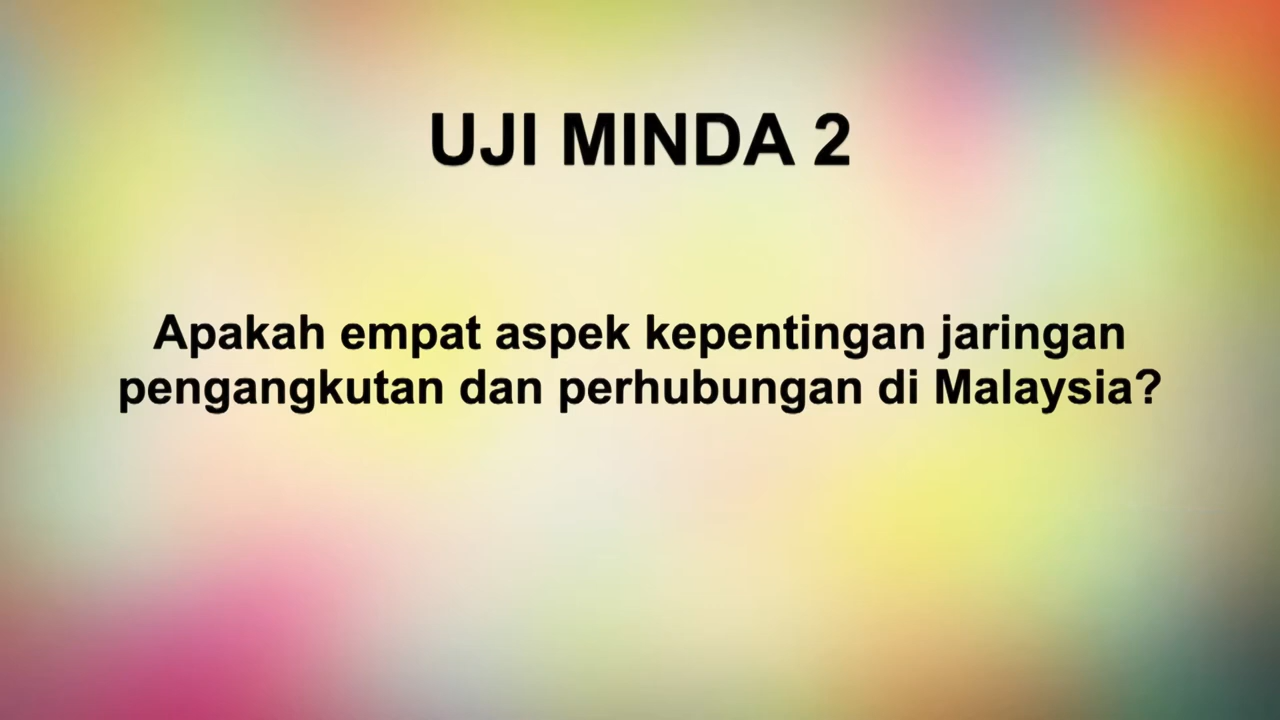 UJI MINDA 2
Apakah empat aspek kepentingan jaringan
pengangkutan dan perhubungan di Malaysia?